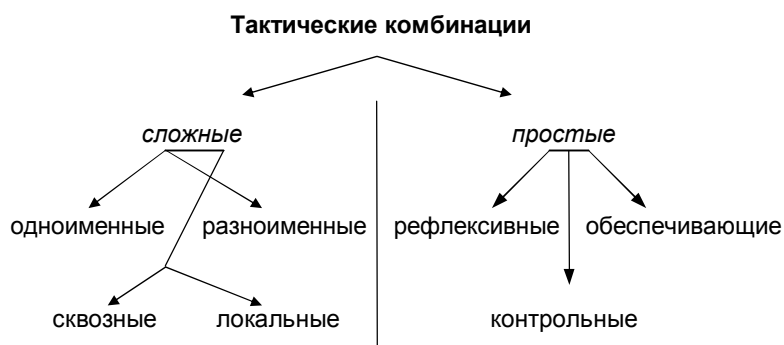 Тактические комбинации
сложные простые
одноименные разноименные рефлексивные обеспечивающие
сквозные локальные контрольные